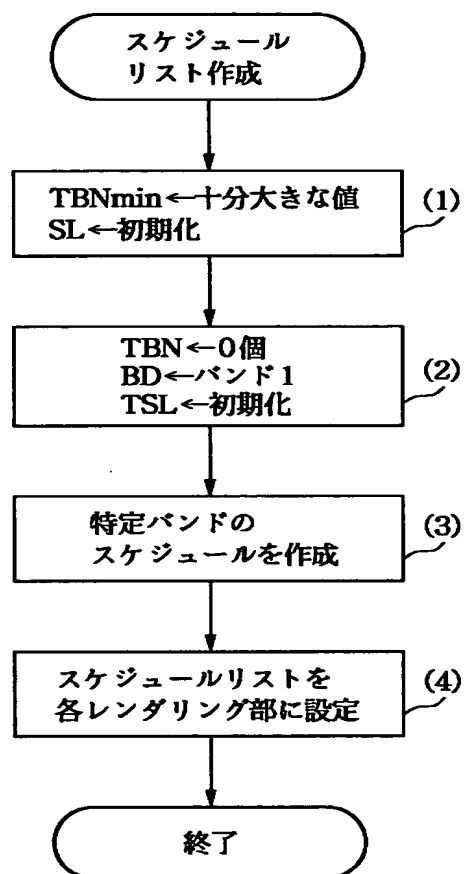 スケジュール
リスト作成
TBNmin←十分大きな値
SL←初期化
(1)
TBN←0個
BD←バンド1
TSL←初期化
(2)
特定バンドの
スケジュールを作成
(3)
スケジュールリストを
各レンダリング部に設定
(4)
終了